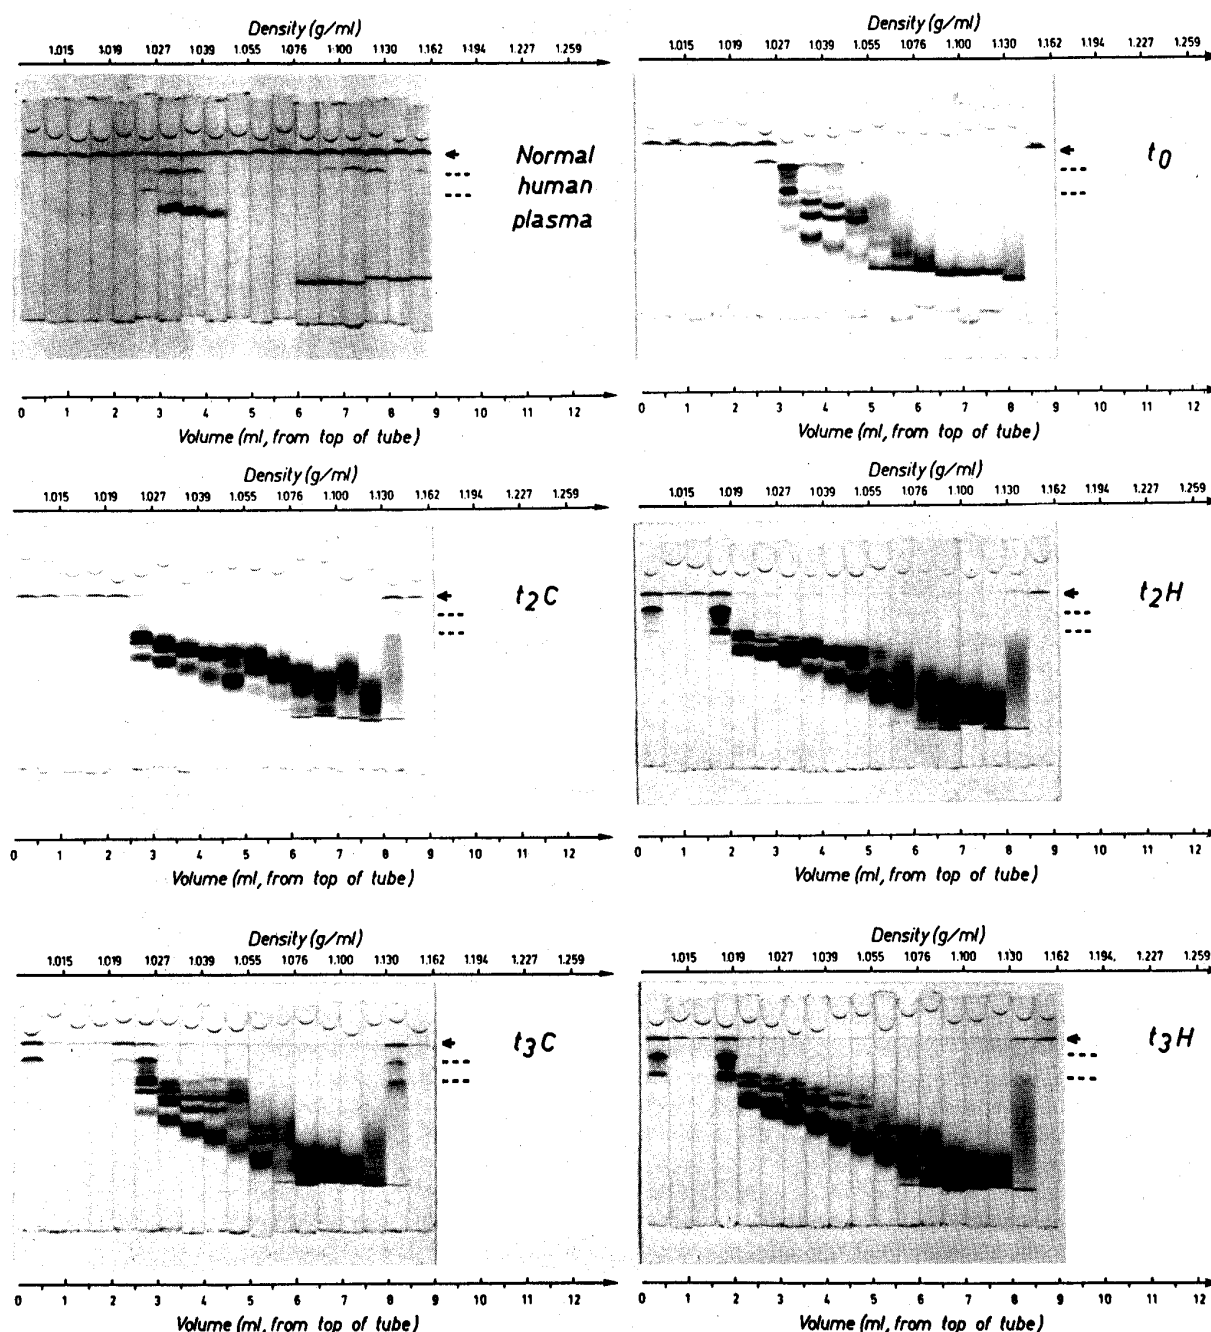 Density (g/ml)
1.015 1.019 1.027 1.039 1.055 1.076 1.100 1.130 1.162 1.194 1.227 1.259
Normal
human
plasma
0 1 2 3 4 5 6 7 8 9 10 11 12
Volume (ml, from top of tube)
Density (g/ml)
1.015 1.019 1.027 1.039 1.055 1.076 1.100 1.130 1.162 1.194 1.227 1.259
t0
0 1 2 3 4 5 6 7 8 9 10 11 12
Volume (ml, from top of tube)
Density (g/ml)
1.015 1.019 1.027 1.039 1.055 1.076 1.100 1.130 1.162 1.194 1.227 1.259
t2C
0 1 2 3 4 5 6 7 8 9 10 11 12
Volume (ml, from top of tube)
Density (g/ml)
1.015 1.019 1.027 1.039 1.055 1.076 1.100 1.130 1.162 1.194 1.227 1.259
t2H
0 1 2 3 4 5 6 7 8 9 10 11 12
Volume (ml, from top of tube)
Density (g/ml)
1.015 1.019 1.027 1.039 1.055 1.076 1.100 1.130 1.162 1.194 1.227 1.259
t3C
0 1 2 3 4 5 6 7 8 9 10 11 12
Volume (ml, from top of tube)
Density (g/ml)
1.015 1.019 1.027 1.039 1.055 1.076 1.100 1.130 1.162 1.194 1.227 1.259
t3H
0 1 2 3 4 5 6 7 8 9 10 11 12
Volume (ml, from top of tube)